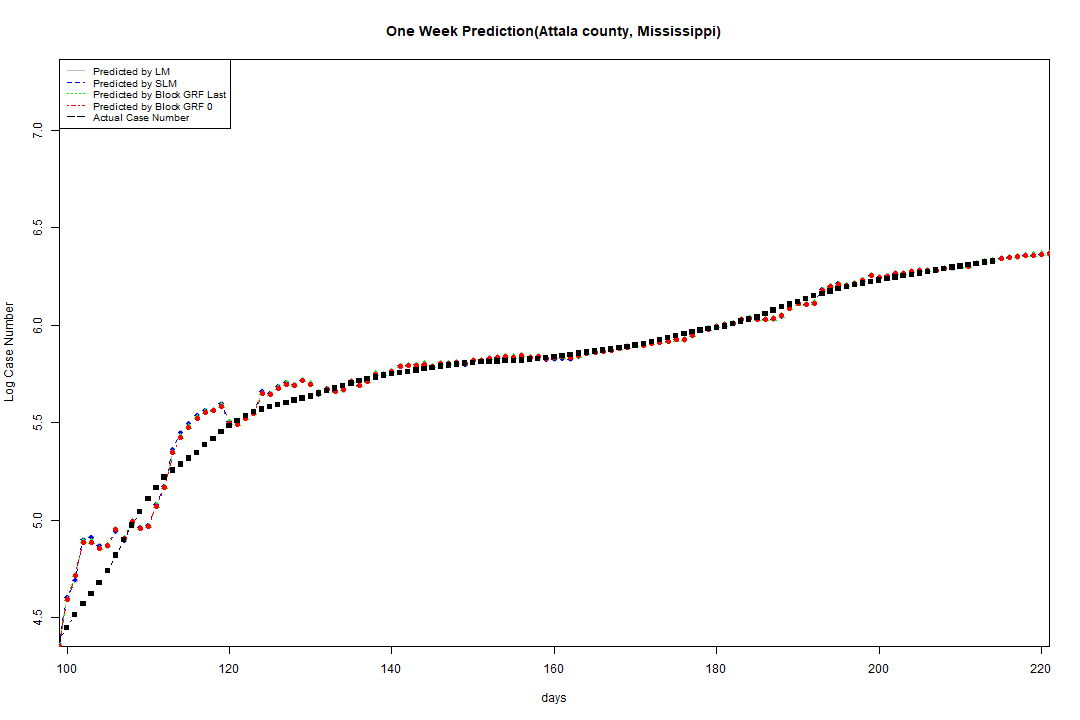 One Week Prediction(Attala county, Mississippi)
Predicted by LM
Predicted by SLM
Predicted by Block GRF Last
Predicted by Block GRF 0
Actual Case Number
7.0
6.5
6.0
5.5
5.0
4.5
Log Case Number
100 120 140 160 180 200 220
days